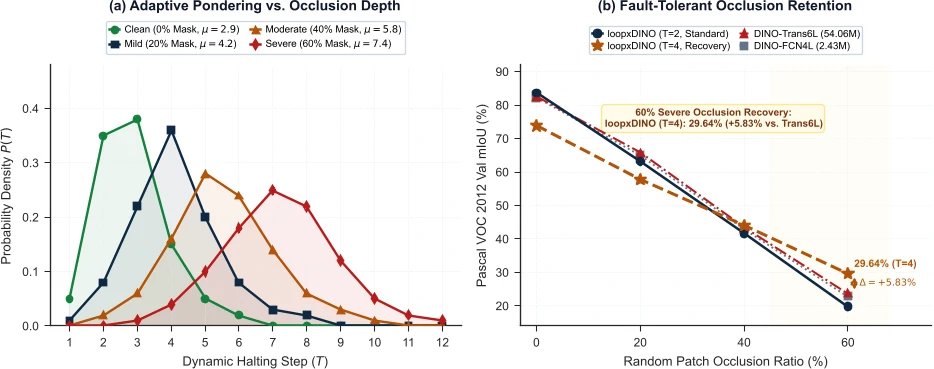 (a) Adaptive Pondering vs. Occlusion Depth
Clean (0% Mask, μ = 2.9)
Moderate (40% Mask, μ = 5.8)
Mild (20% Mask, μ = 4.2)
Severe (60% Mask, μ = 7.4)
Probability Density P(T)
0.4
0.3
0.2
0.1
0.0
1 2 3 4 5 6 7 8 9 10 11 12
Dynamic Halting Step (T)
(b) Fault-Tolerant Occlusion Retention
loopxDINO (T=2, Standard)
DINO-Trans6L (54.06M)
loopxDINO (T=4, Recovery)
DINO-FCN4L (2.43M)
Pascal VOC 2012 Val mIoU (%)
90
80
70
60
50
40
30
20
60% Severe Occlusion Recovery:
loopxDINO (T=4): 29.64% (+5.83% vs. Trans6L)
29.64% (T=4)
Δ = +5.83%
0 20 40 60
Random Patch Occlusion Ratio (%)